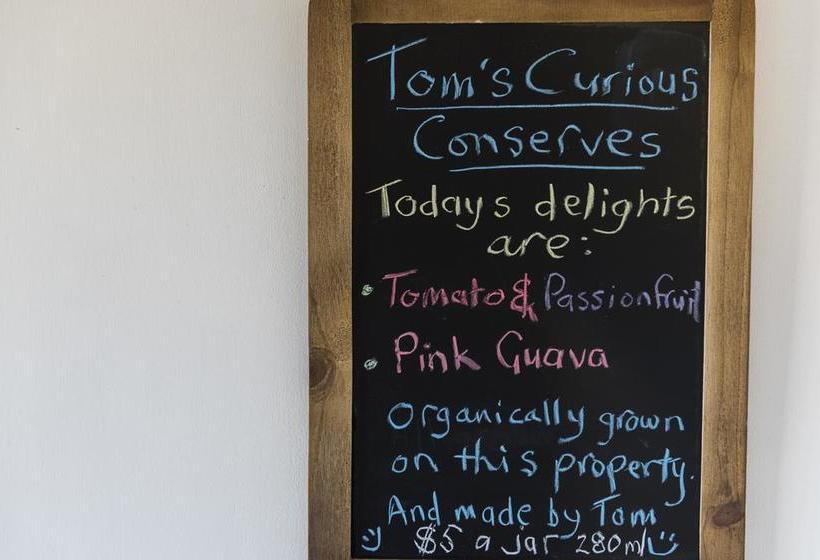 Tom's Curious
Conserves
Todays delights
are:
• Tomato & Passionfruit
• Pink Guava
Organically grown
on this property.
And made by Tom
$5 a jar 280ml